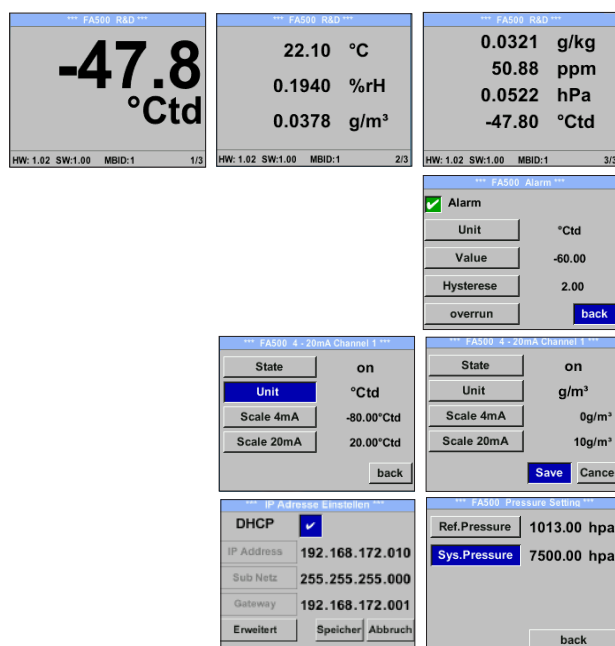 *** FA500 R&D ***
-47.8
°Ctd
HW: 1.02 SW:1.00 MBID:1 1/3
*** FA500 R&D ***
22.10 °C
0.1940 %rH
0.0378 g/m³
HW: 1.02 SW:1.00 MBID:1 2/3
*** FA500 R&D ***
0.0321 g/kg
50.88 ppm
0.0522 hPa
-47.80 °Ctd
HW: 1.02 SW:1.00 MBID:1 3/3
*** FA500 Alarm ***
Alarm
Unit °Ctd
Value -60.00
Hysterese 2.00
overrun back
*** FA500 4 - 20mA Channel 1 ***
State on
Unit °Ctd
Scale 4mA -80.00°Ctd
Scale 20mA 20.00°Ctd
back
*** FA500 4 - 20mA Channel 1 ***
State on
Unit g/m³
Scale 4mA 0g/m³
Scale 20mA 10g/m³
Save Cance
*** IP Adresse Einstellen ***
DHCP
IP Address 192.168.172.010
Sub Netz 255.255.255.000
Gateway 192.168.172.001
Erweitert Speicher Abbruch
*** FA500 Pressure Setting ***
Ref.Pressure 1013.00 hpa
Sys.Pressure 7500.00 hpa
back